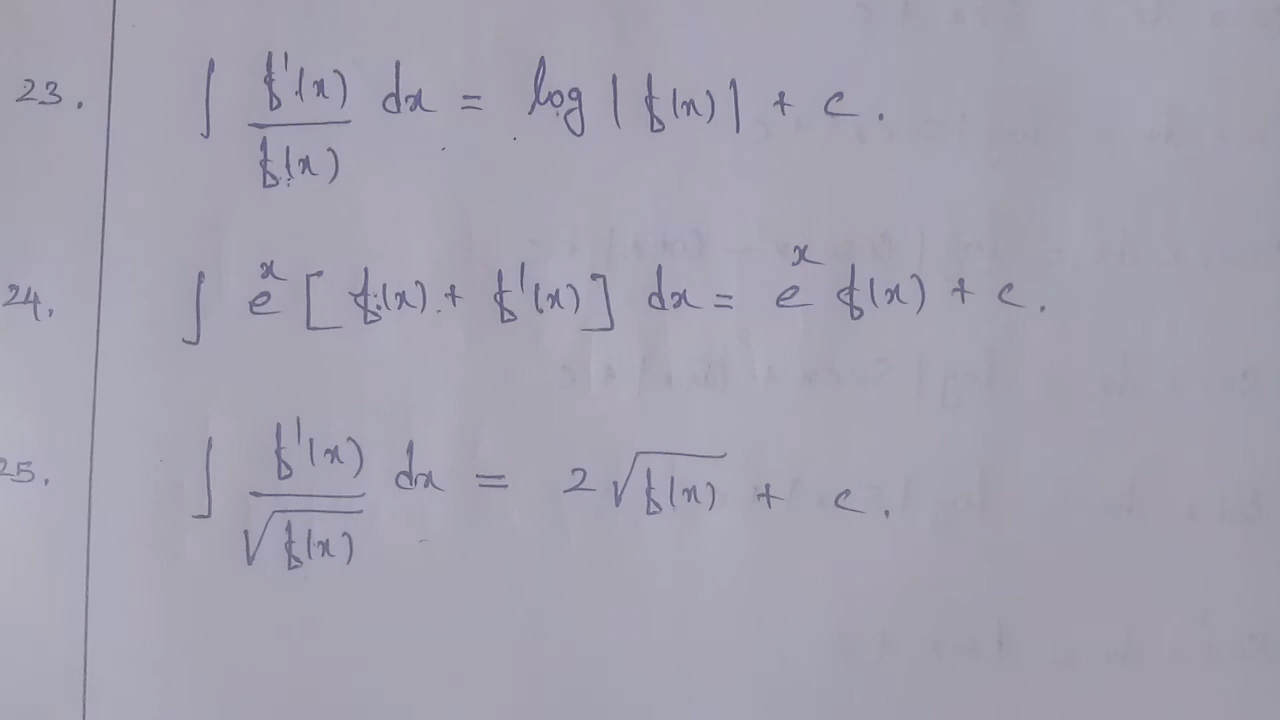 23. ∫ f'(x)/f(x) dx = log |f(x)| + c.
24. ∫ e^x [f(x) + f'(x)] dx = e^x f(x) + c.
25. ∫ f'(x)/√f(x) dx = 2√f(x) + c.